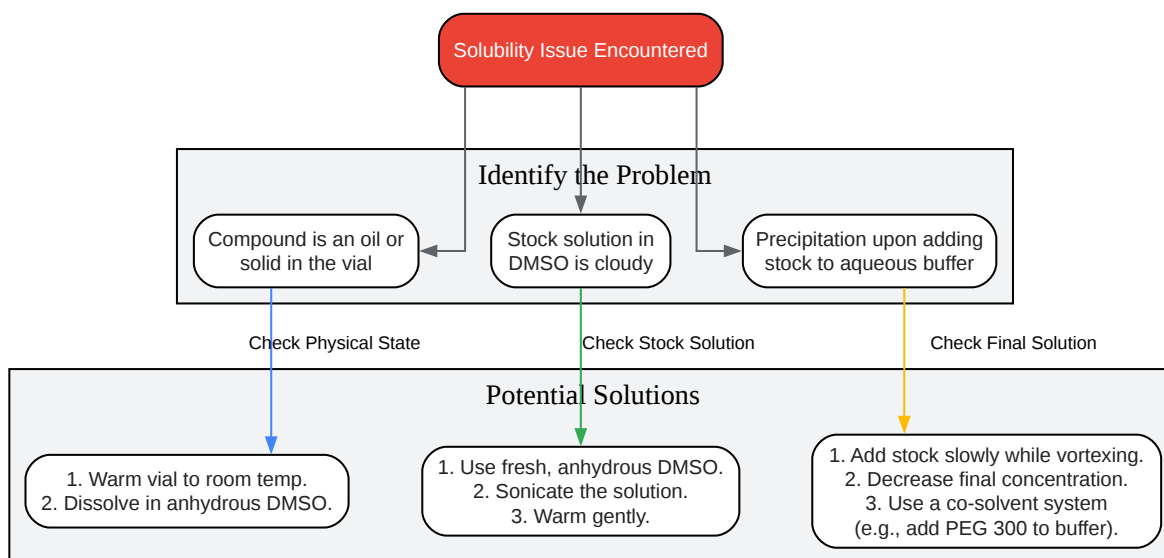 Solubility Issue Encountered
Identify the Problem
Compound is an oil or
solid in the vial
Stock solution in
DMSO is cloudy
Precipitation upon adding
stock to aqueous buffer
Check Physical State
Check Stock Solution
Check Final Solution
Potential Solutions
1. Warm vial to room temp.
2. Dissolve in anhydrous DMSO.
1. Use fresh, anhydrous DMSO.
2. Sonicate the solution.
3. Warm gently.
1. Add stock slowly while vortexing.
2. Decrease final concentration.
3. Use a co-solvent system
(e.g., add PEG 300 to buffer).